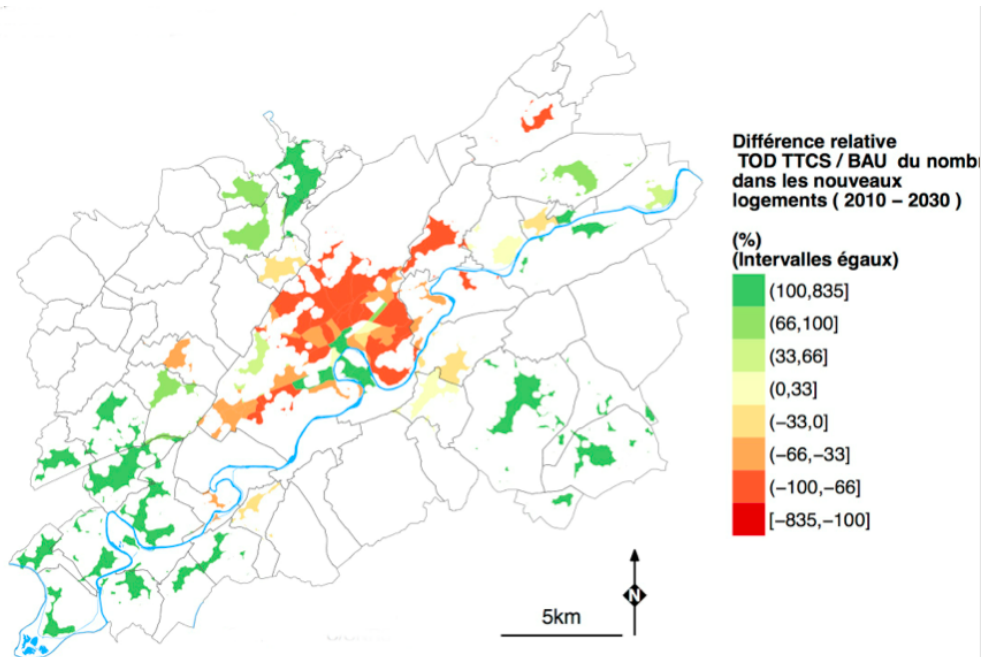 Différence relative
TOD TTCS / BAU du nomb
dans les nouveaux
logements ( 2010 – 2030 )
(%)
(Intervalles égaux)
(100,835]
(66,100]
(33,66]
(0,33]
(−33,0]
(−66,−33]
(−100,−66]
[−835,−100]
N
5km